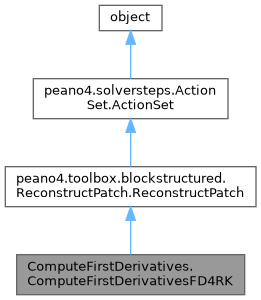 object
peano4.solversteps.Action
Set.ActionSet
peano4.toolbox.blockstructured.
ReconstructPatch.ReconstructPatch
ComputeFirstDerivatives.
ComputeFirstDerivativesFD4RK